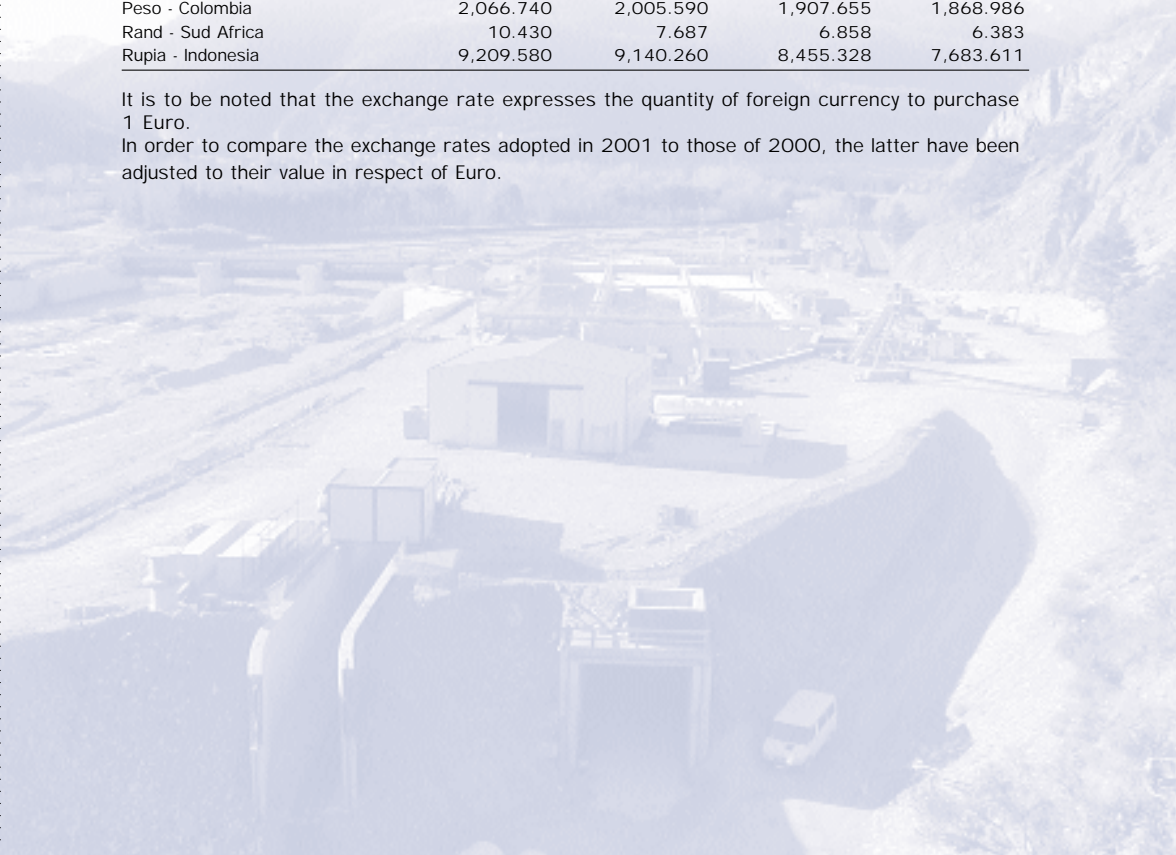 Peso - Colombia 2,066.740 2,005.590 1,907.655 1,868.986
Rand - Sud Africa 10.430 7.687 6.858 6.383
Rupia - Indonesia 9,209.580 9,140.260 8,455.328 7,683.611
It is to be noted that the exchange rate expresses the quantity of foreign currency to purchase
1 Euro.
In order to compare the exchange rates adopted in 2001 to those of 2000, the latter have been
adjusted to their value in respect of Euro.